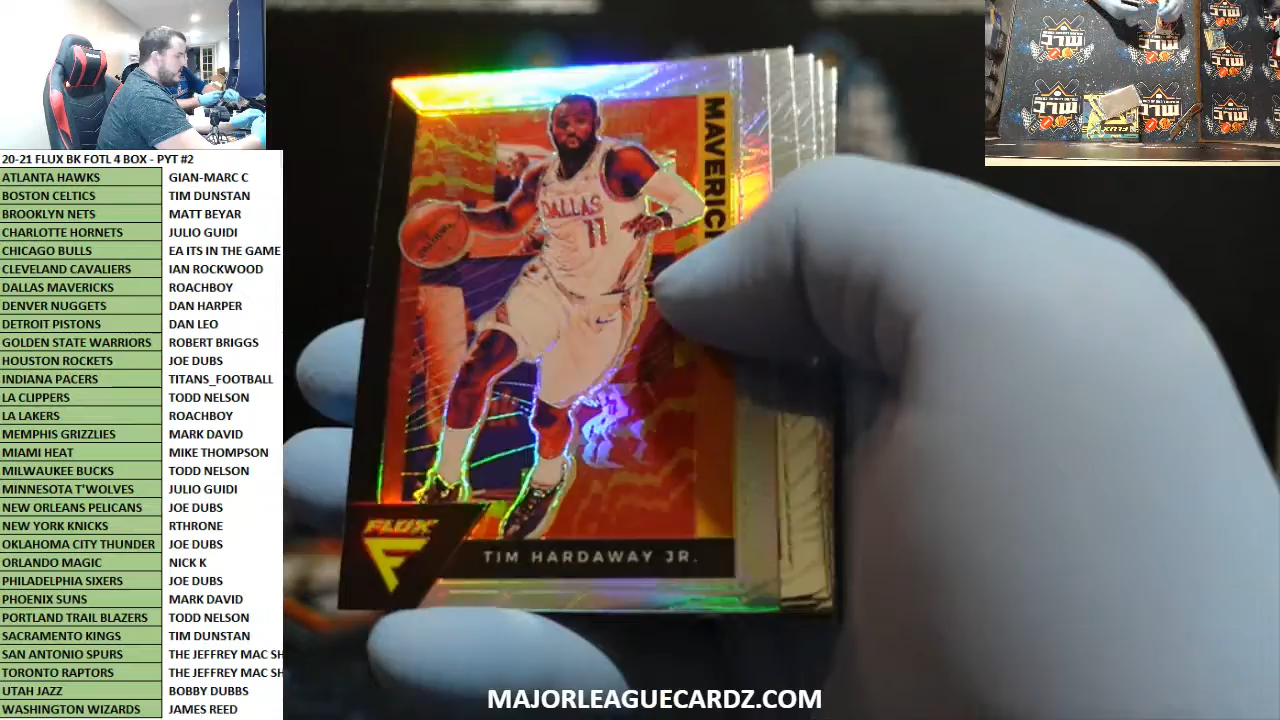 20-21 FLUX BK FOTL 4 BOX - PYT #2
ATLANTA HAWKS GIAN-MARC C
BOSTON CELTICS TIM DUNSTAN
BROOKLYN NETS MATT BEYAR
CHARLOTTE HORNETS JULIO GUIDI
CHICAGO BULLS EA ITS IN THE GAME
CLEVELAND CAVALIERS IAN ROCKWOOD
DALLAS MAVERICKS ROACHBOY
DENVER NUGGETS DAN HARPER
DETROIT PISTONS DAN LEO
GOLDEN STATE WARRIORS ROBERT BRIGGS
HOUSTON ROCKETS JOE DUBS
INDIANA PACERS TITANS_FOOTBALL
LA CLIPPERS TODD NELSON
LA LAKERS ROACHBOY
MEMPHIS GRIZZLIES MARK DAVID
MIAMI HEAT MIKE THOMPSON
MILWAUKEE BUCKS TODD NELSON
MINNESOTA T'WOLVES JULIO GUIDI
NEW ORLEANS PELICANS JOE DUBS
NEW YORK KNICKS RTHRONE
OKLAHOMA CITY THUNDER JOE DUBS
ORLANDO MAGIC NICK K
PHILADELPHIA SIXERS JOE DUBS
PHOENIX SUNS MARK DAVID
PORTLAND TRAIL BLAZERS TODD NELSON
SACRAMENTO KINGS TIM DUNSTAN
SAN ANTONIO SPURS THE JEFFREY MAC SH
TORONTO RAPTORS THE JEFFREY MAC SH
UTAH JAZZ BOBBY DUBBS
WASHINGTON WIZARDS JAMES REED
MAVERIC
DALLAS
11
FLUX
F
TIM HARDAWAY JR.
MAJORLEAGUECARDZ.COM
FLUX